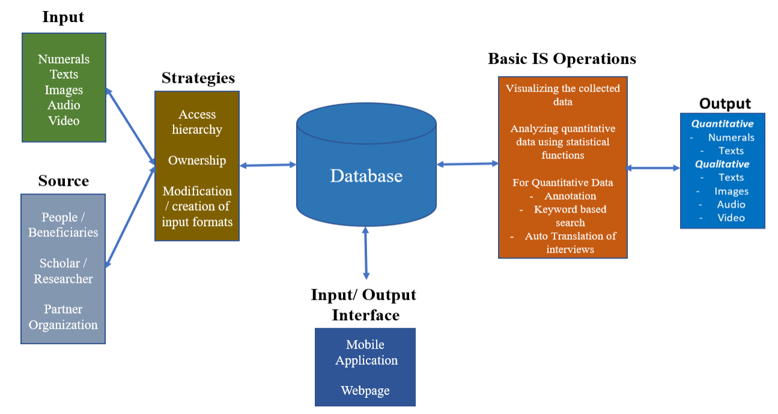 Input
Numerals
Texts
Images
Audio
Video
Source
People /
Beneficiaries
Scholar /
Researcher
Partner
Organization
Strategies
Access
hierarchy
Ownership
Modification
/ creation of
input formats
Database
Input/ Output
Interface
Mobile
Application
Webpage
Basic IS Operations
Visualizing the collected
data
Analyzing quantitative
data using statistical
functions
For Quantitative Data
- Annotation
- Keyword based
search
- Auto Translation of
interviews
Output
Quantitative
- Numerals
- Texts
Qualitative
- Texts
- Images
- Audio
- Video